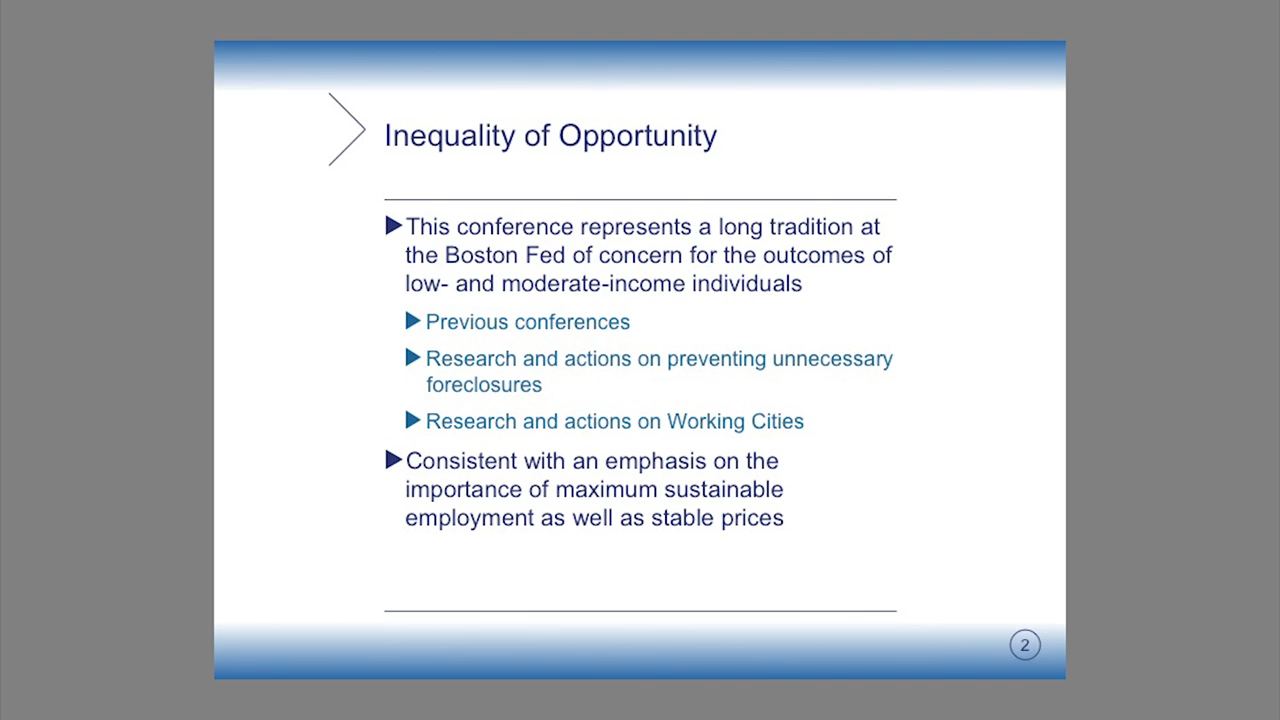 Inequality of Opportunity
This conference represents a long tradition at
the Boston Fed of concern for the outcomes of
low- and moderate-income individuals
Previous conferences
Research and actions on preventing unnecessary
foreclosures
Research and actions on Working Cities
Consistent with an emphasis on the
importance of maximum sustainable
employment as well as stable prices
2